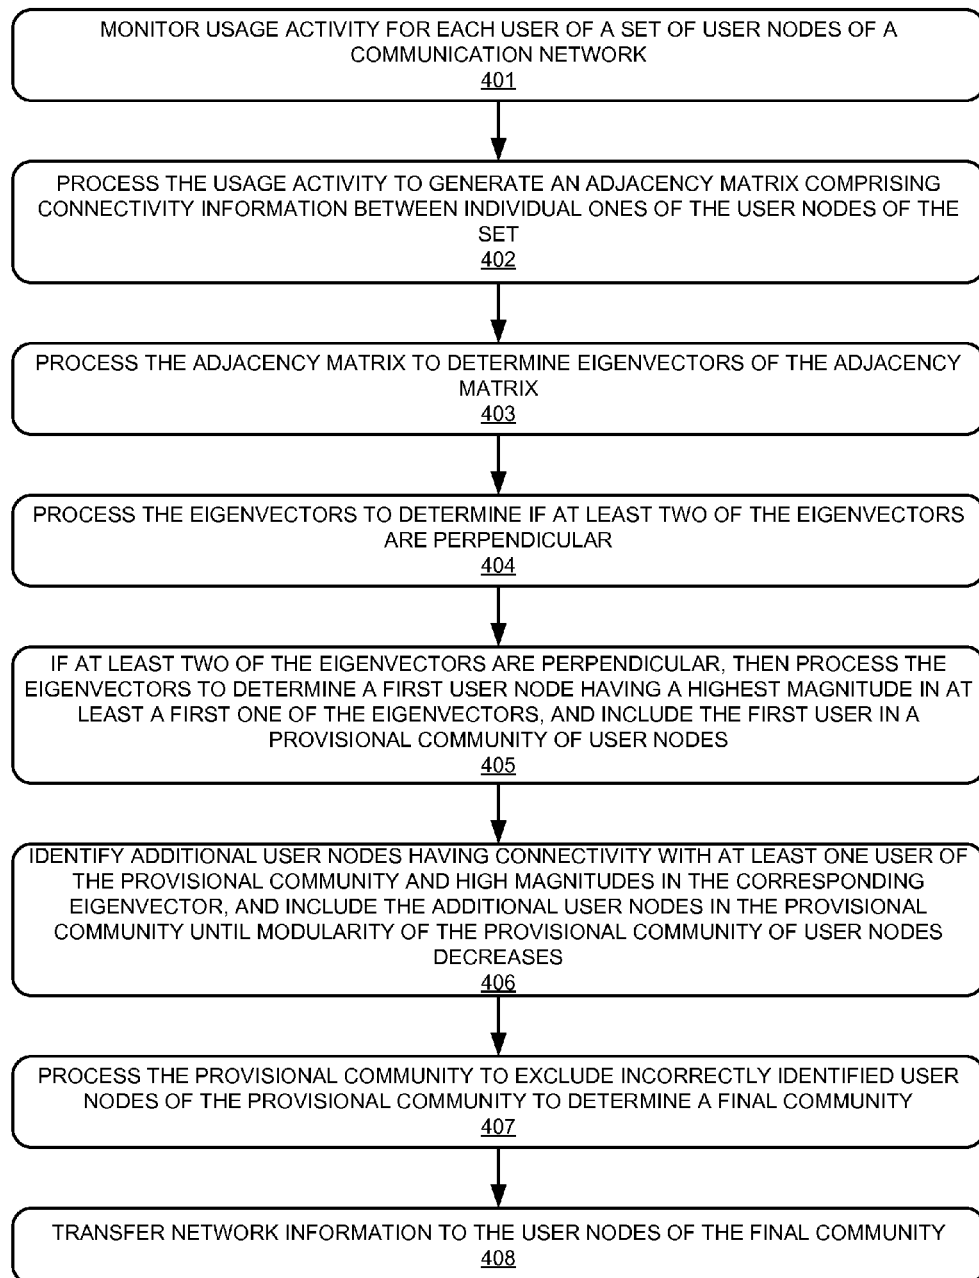 MONITOR USAGE ACTIVITY FOR EACH USER OF A SET OF USER NODES OF A
COMMUNICATION NETWORK
401
PROCESS THE USAGE ACTIVITY TO GENERATE AN ADJACENCY MATRIX COMPRISING
CONNECTIVITY INFORMATION BETWEEN INDIVIDUAL ONES OF THE USER NODES OF THE
SET
402
PROCESS THE ADJACENCY MATRIX TO DETERMINE EIGENVECTORS OF THE ADJACENCY
MATRIX
403
PROCESS THE EIGENVECTORS TO DETERMINE IF AT LEAST TWO OF THE EIGENVECTORS
ARE PERPENDICULAR
404
IF AT LEAST TWO OF THE EIGENVECTORS ARE PERPENDICULAR, THEN PROCESS THE
EIGENVECTORS TO DETERMINE A FIRST USER NODE HAVING A HIGHEST MAGNITUDE IN AT
LEAST A FIRST ONE OF THE EIGENVECTORS, AND INCLUDE THE FIRST USER IN A
PROVISIONAL COMMUNITY OF USER NODES
405
IDENTIFY ADDITIONAL USER NODES HAVING CONNECTIVITY WITH AT LEAST ONE USER OF
THE PROVISIONAL COMMUNITY AND HIGH MAGNITUDES IN THE CORRESPONDING
EIGENVECTOR, AND INCLUDE THE ADDITIONAL USER NODES IN THE PROVISIONAL
COMMUNITY UNTIL MODULARITY OF THE PROVISIONAL COMMUNITY OF USER NODES
DECREASES
406
PROCESS THE PROVISIONAL COMMUNITY TO EXCLUDE INCORRECTLY IDENTIFIED USER
NODES OF THE PROVISIONAL COMMUNITY TO DETERMINE A FINAL COMMUNITY
407
TRANSFER NETWORK INFORMATION TO THE USER NODES OF THE FINAL COMMUNITY
408